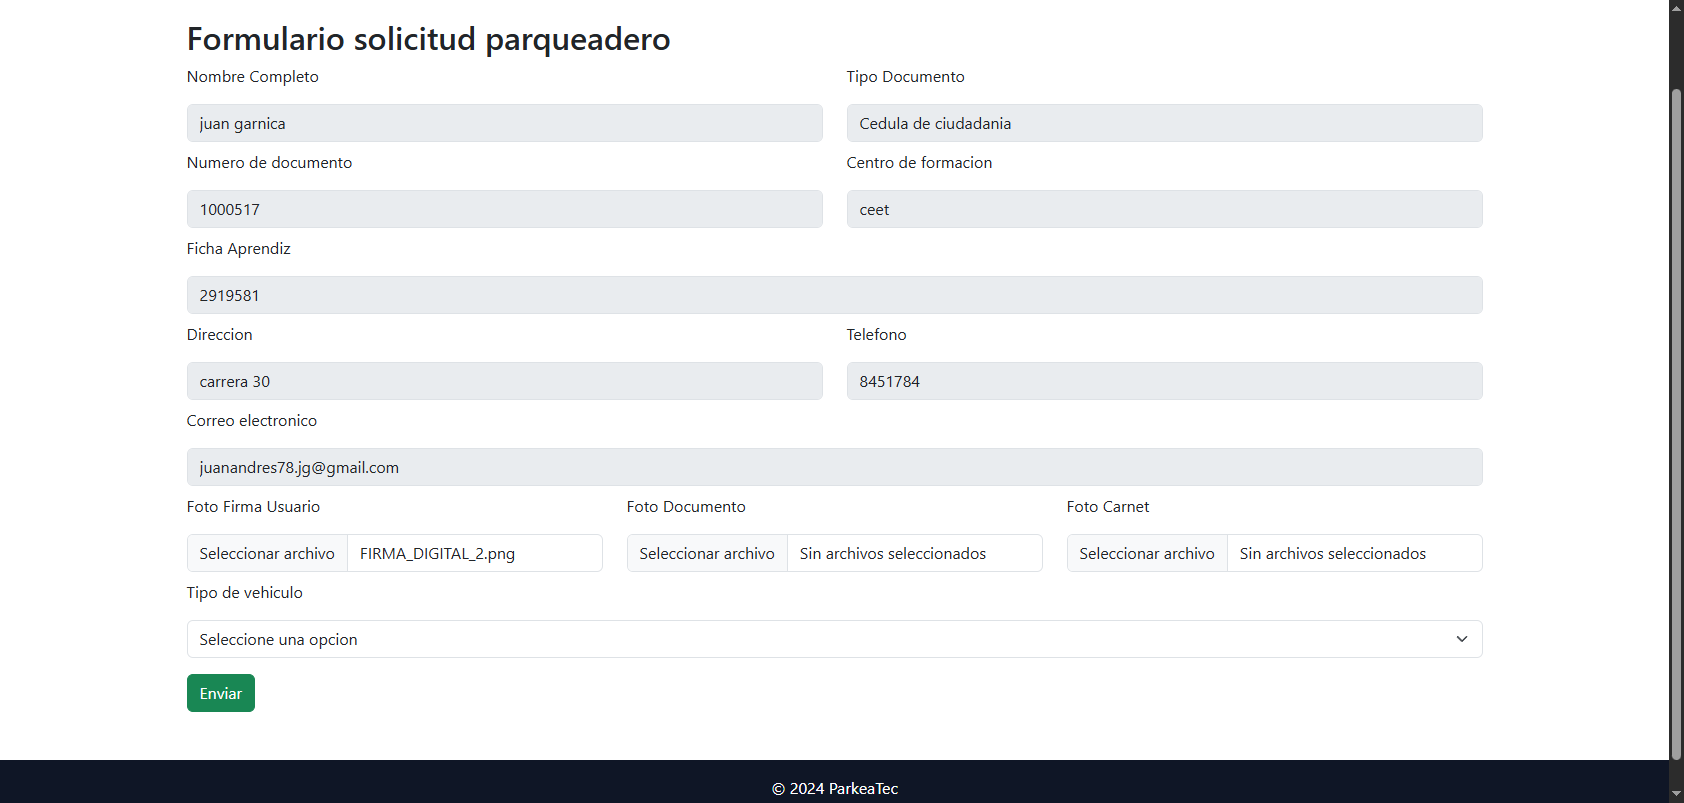 Formulario solicitud parqueadero
Nombre Completo
Tipo Documento
juan garnica
Cedula de ciudadania
Numero de documento
Centro de formacion
1000517
ceet
Ficha Aprendiz
2919581
Direccion
Telefono
carrera 30
8451784
Correo electronico
juanandres78.jg@gmail.com
Foto Firma Usuario
Foto Documento
Foto Carnet
Seleccionar archivo FIRMA_DIGITAL_2.png
Seleccionar archivo Sin archivos seleccionados
Seleccionar archivo Sin archivos seleccionados
Tipo de vehiculo
Seleccione una opcion
Enviar
© 2024 ParkeaTec